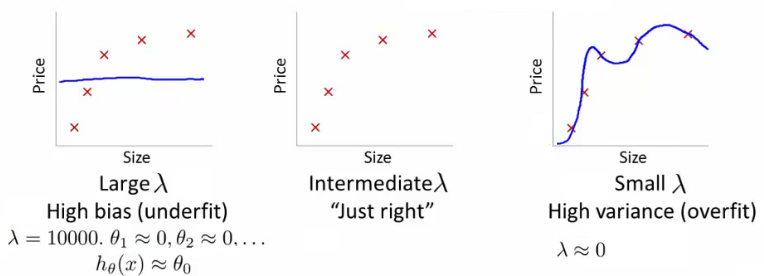 Price
Size
Large λ
High bias (underfit)
λ = 10000. θ₁ ≈ 0, θ₂ ≈ 0, . . .
hθ(x) ≈ θ₀
Price
Size
Intermediate λ
“Just right”
Price
Size
Small λ
High variance (overfit)
λ ≈ 0